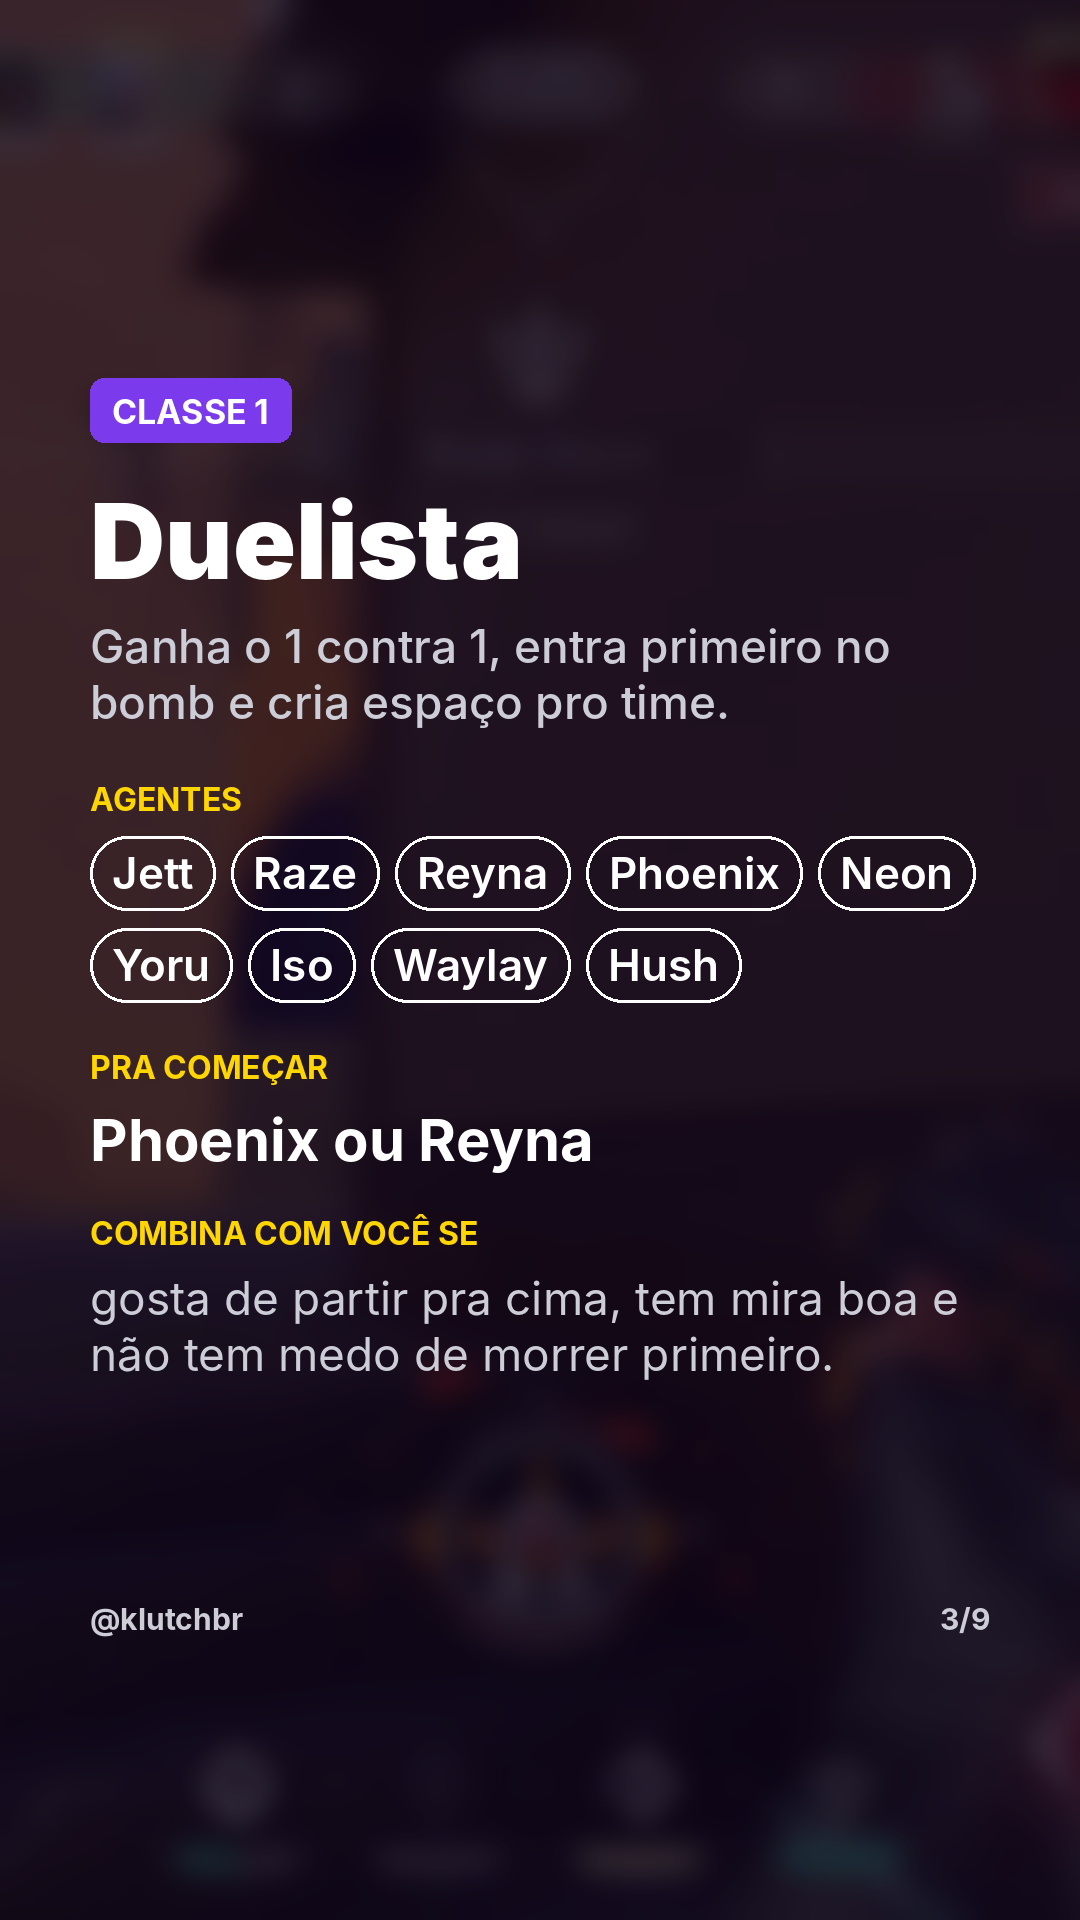 CLASSE 1
Duelista
Ganha o 1 contra 1, entra primeiro no
bomb e cria espaço pro time.
AGENTES
Jett Raze Reyna Phoenix Neon
Yoru Iso Waylay Hush
PRA COMEÇAR
Phoenix ou Reyna
COMBINA COM VOCÊ SE
gosta de partir pra cima, tem mira boa e
não tem medo de morrer primeiro.
@klutchbr 3/9